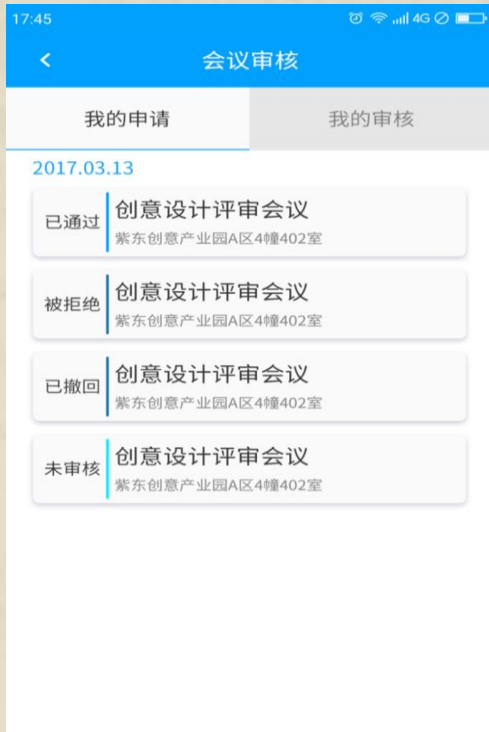 17:45 4G
会议审核
我的申请 我的审核
2017.03.13
已通过 创意设计评审会议
紫东创意产业园A区4幢402室
被拒绝 创意设计评审会议
紫东创意产业园A区4幢402室
已撤回 创意设计评审会议
紫东创意产业园A区4幢402室
未审核 创意设计评审会议
紫东创意产业园A区4幢402室